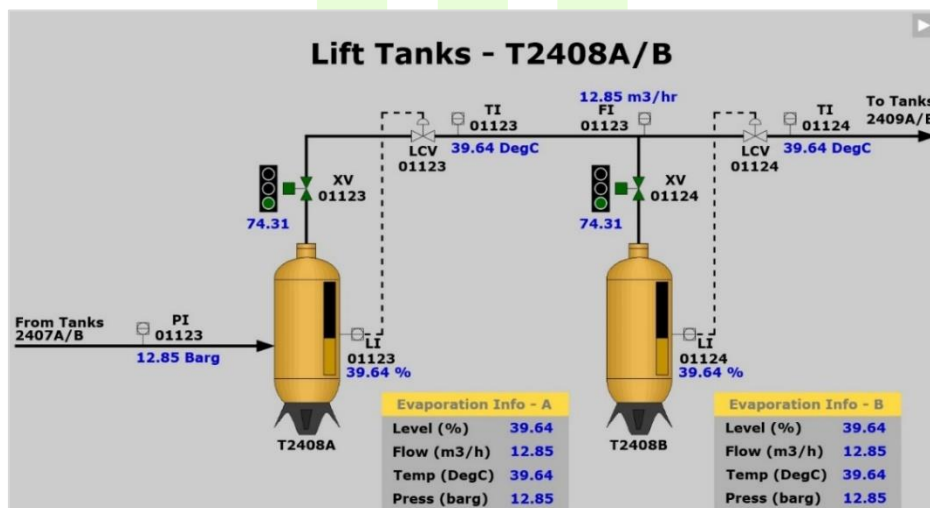 Lift Tanks - T2408A/B
12.85 m3/hr
To Tanks
2409A/B
TI
01123
FI
01123
TI
01124
LCV
01123
39.64 DegC
LCV
01124
39.64 DegC
XV
01123
74.31
XV
01124
74.31
From Tanks
2407A/B
PI
01123
12.85 Barg
LI
01123
39.64 %
LI
01124
39.64 %
T2408A
T2408B
Evaporation Info - A
Level (%) 39.64
Flow (m3/h) 12.85
Temp (DegC) 39.64
Press (barg) 12.85
Evaporation Info - B
Level (%) 39.64
Flow (m3/h) 12.85
Temp (DegC) 39.64
Press (barg) 12.85